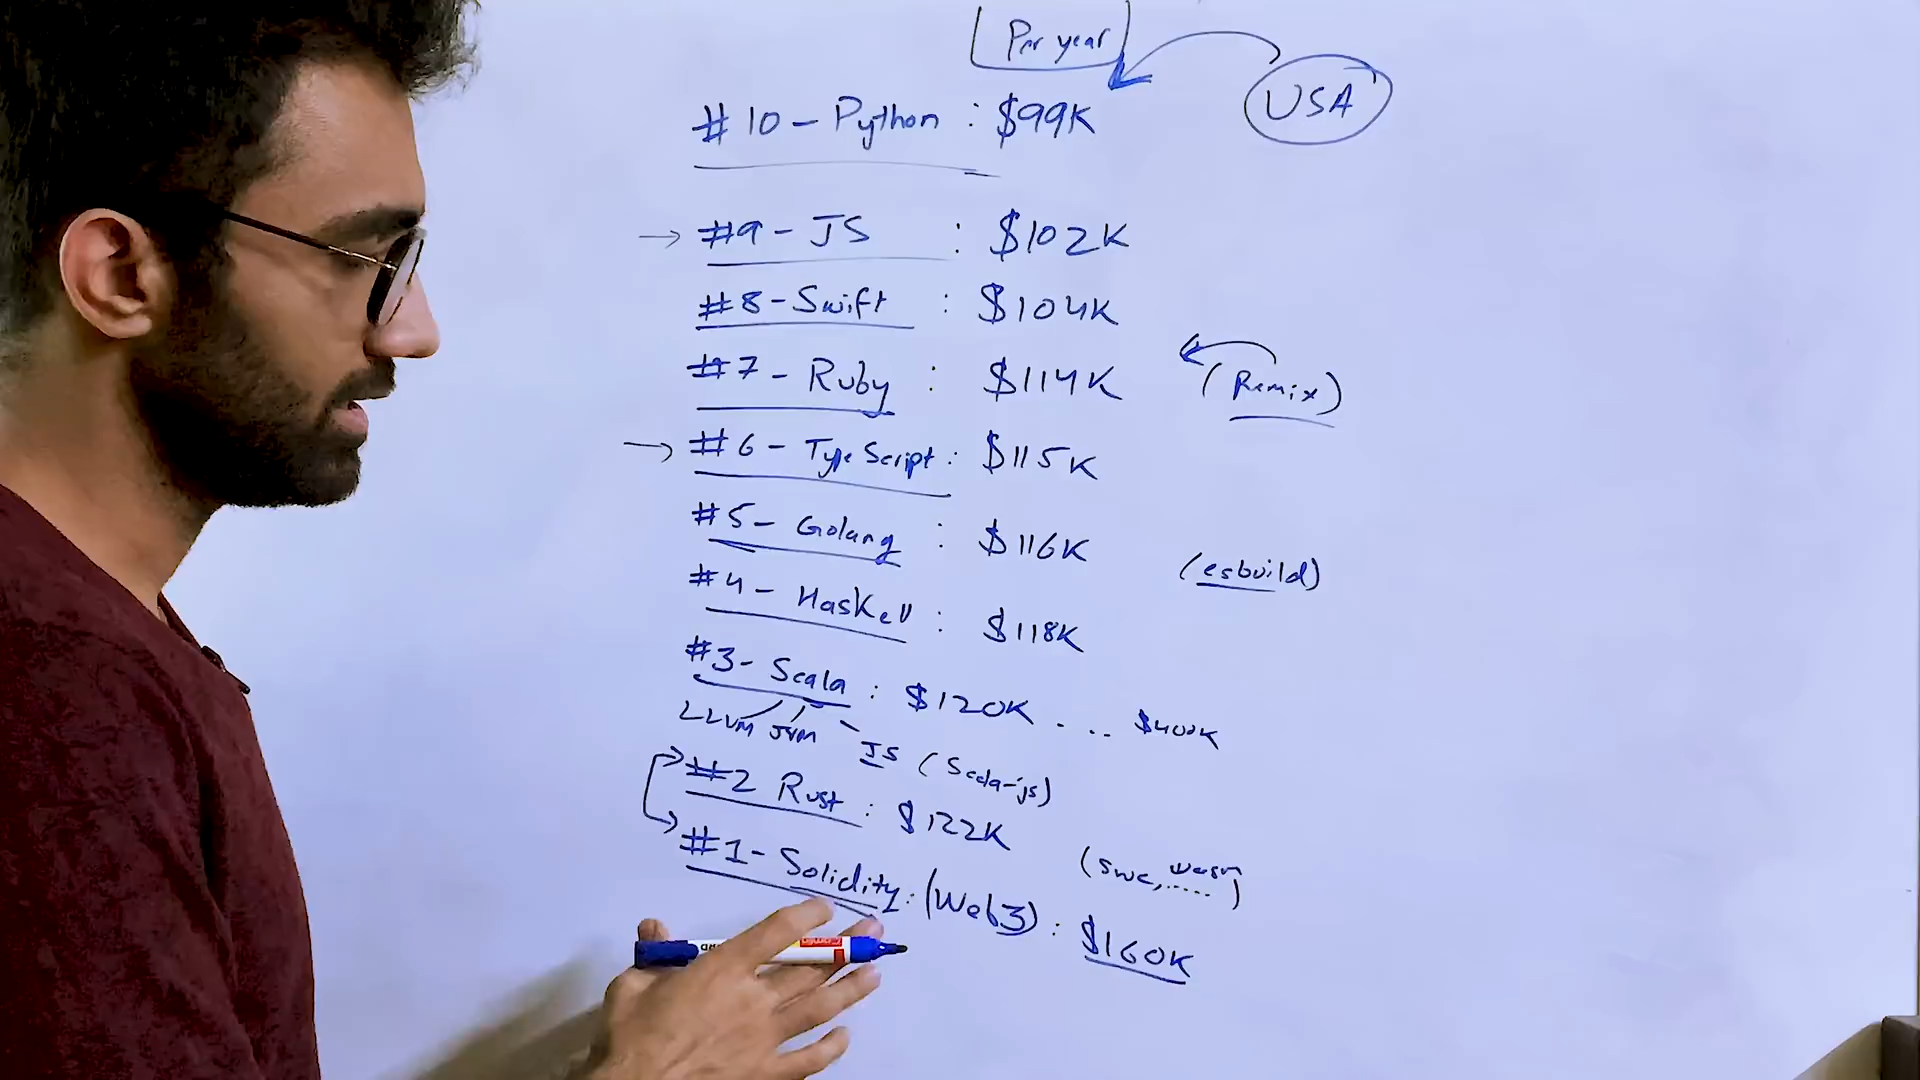 Per year
USA
#10 - Python : $99K
#9 - JS : $102K
#8 - Swift : $104K
#7 - Ruby : $114K (Remix)
#6 - TypeScript : $115K
#5 - Golang : $116K (esbuild)
#4 - Haskell : $118K
#3 - Scala : $120K ... $400K
LLVM JVM JS (Scala-js)
#2 Rust : $122K
(swc, wasm ......)
#1 - Solidity : (Web3) : $160K
Camlin